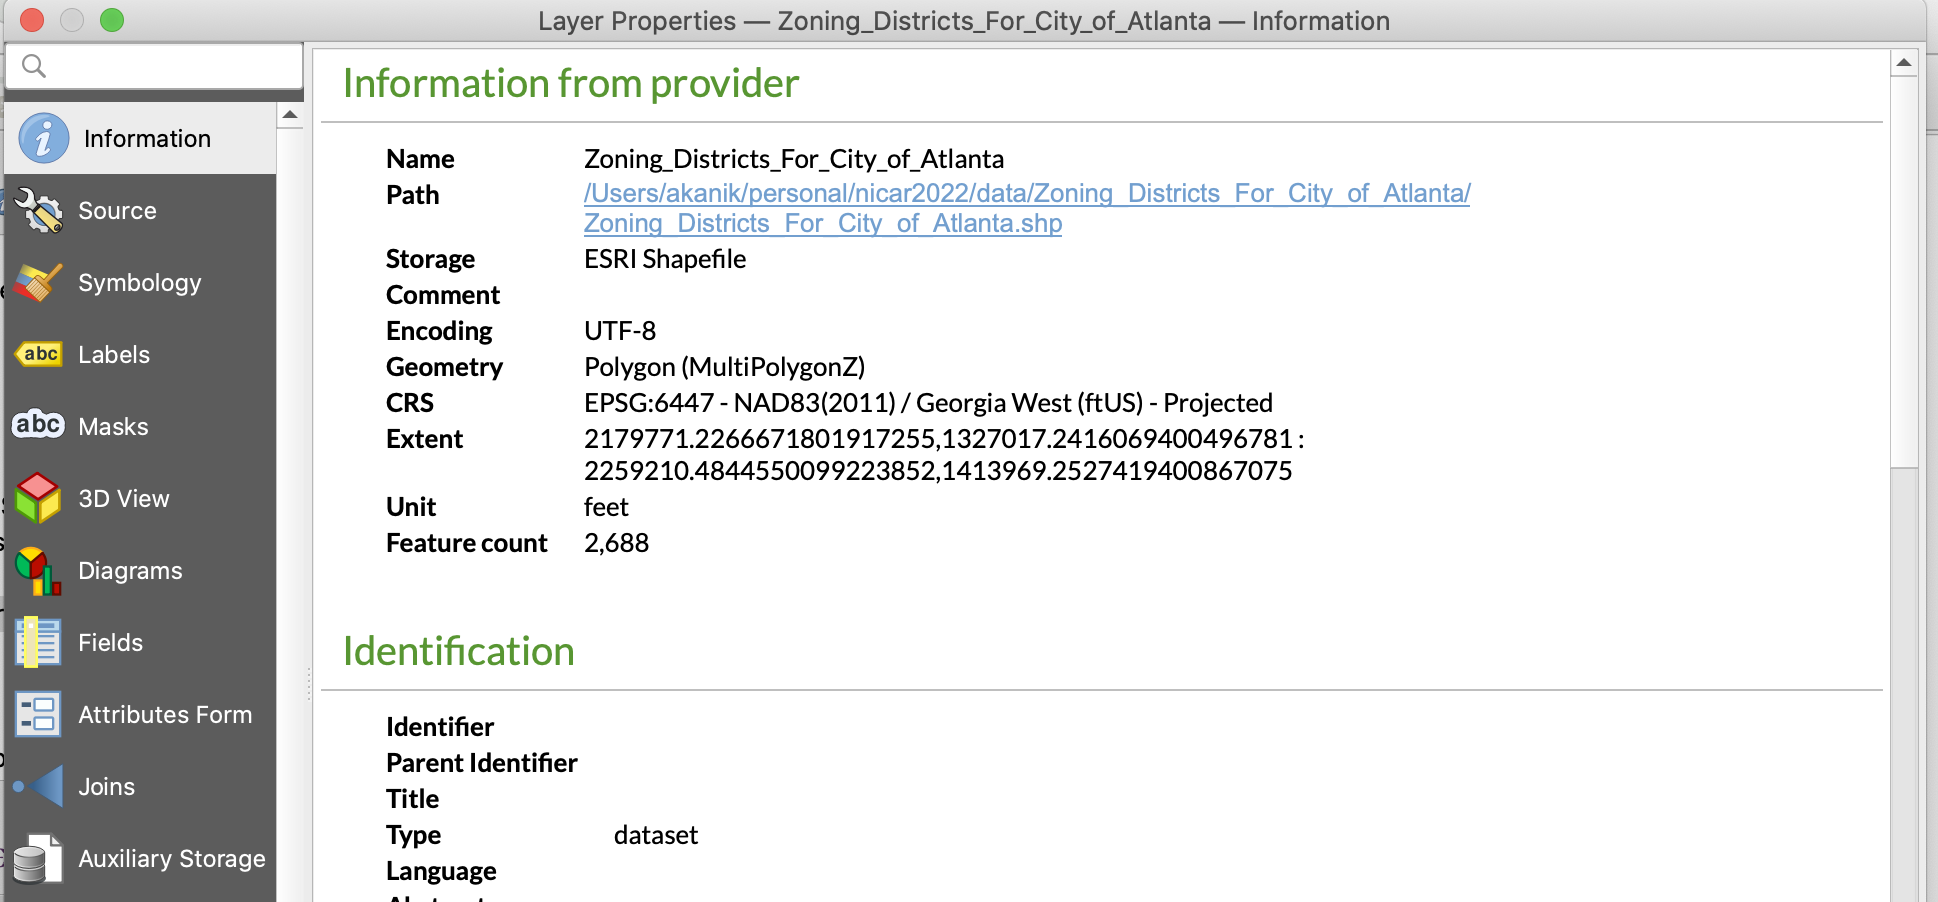 Layer Properties — Zoning_Districts_For_City_of_Atlanta — Information
Information
Source
abc Labels
abc Masks
Symbology
3D View
Diagrams
Fields
Attributes Form
Joins
Auxiliary Storage
Information from provider
Name Zoning_Districts_For_City_of_Atlanta
Path /Users/akanik/personal/nicar2022/data/Zoning_Districts_For_City_of_Atlanta/
Zoning_Districts_For_City_of_Atlanta.shp
Storage ESRI Shapefile
Comment
Encoding UTF-8
Geometry Polygon (MultiPolygonZ)
CRS EPSG:6447 - NAD83(2011) / Georgia West (ftUS) - Projected
Extent 2179771.2266671801917255,1327017.2416069400496781 :
2259210.4844550099223852,1413969.2527419400867075
Unit feet
Feature count 2,688
Identification
Identifier
Parent Identifier
Title
Type dataset
Language